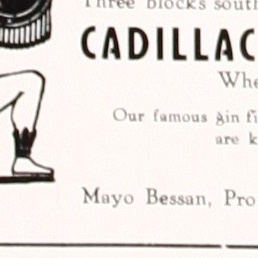 Three blocks south
CADILLAC
Whe
Our famous gin fi
are k
Mayo Bessan, Pro